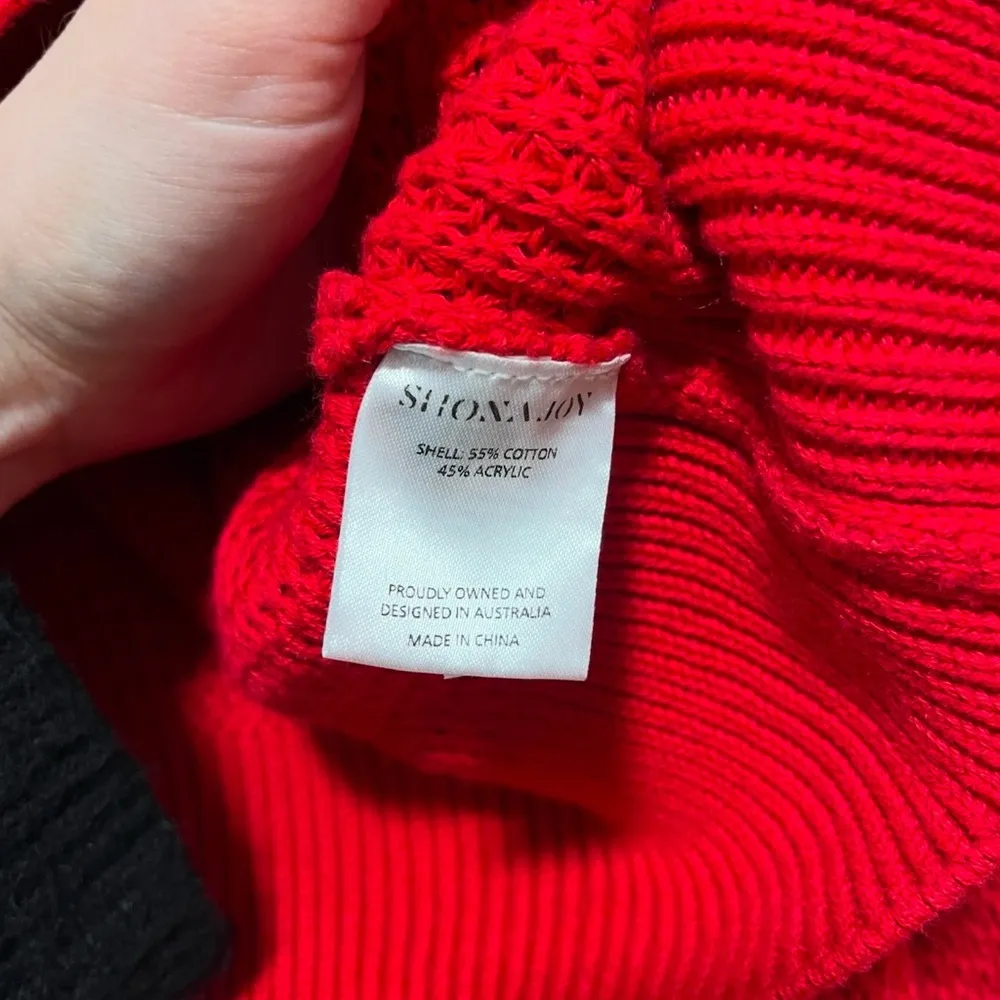 SHONA JOY
SHELL: 55% COTTON
45% ACRYLIC
PROUDLY OWNED AND
DESIGNED IN AUSTRALIA
MADE IN CHINA